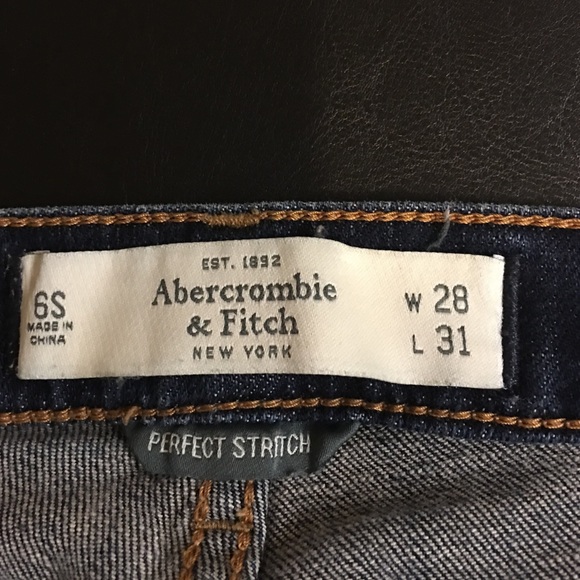 6S
MADE IN
CHINA
EST. 1892
Abercrombie
& Fitch
NEW YORK
W 28
L 31
PERFECT STRETCH